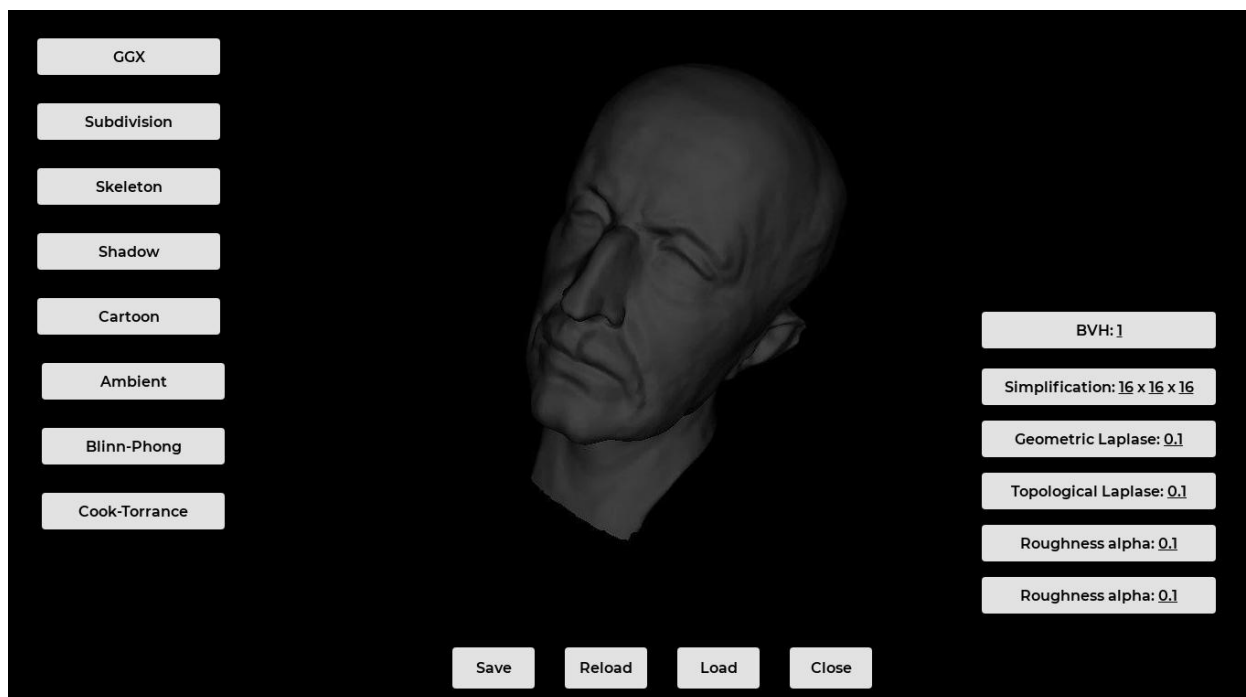 GGX
Subdivision
Skeleton
Shadow
Cartoon
Ambient
Blinn-Phong
Cook-Torrance
BVH: 1
Simplification: 16 x 16 x 16
Geometric Laplase: 0.1
Topological Laplase: 0.1
Roughness alpha: 0.1
Roughness alpha: 0.1
Save
Reload
Load
Close